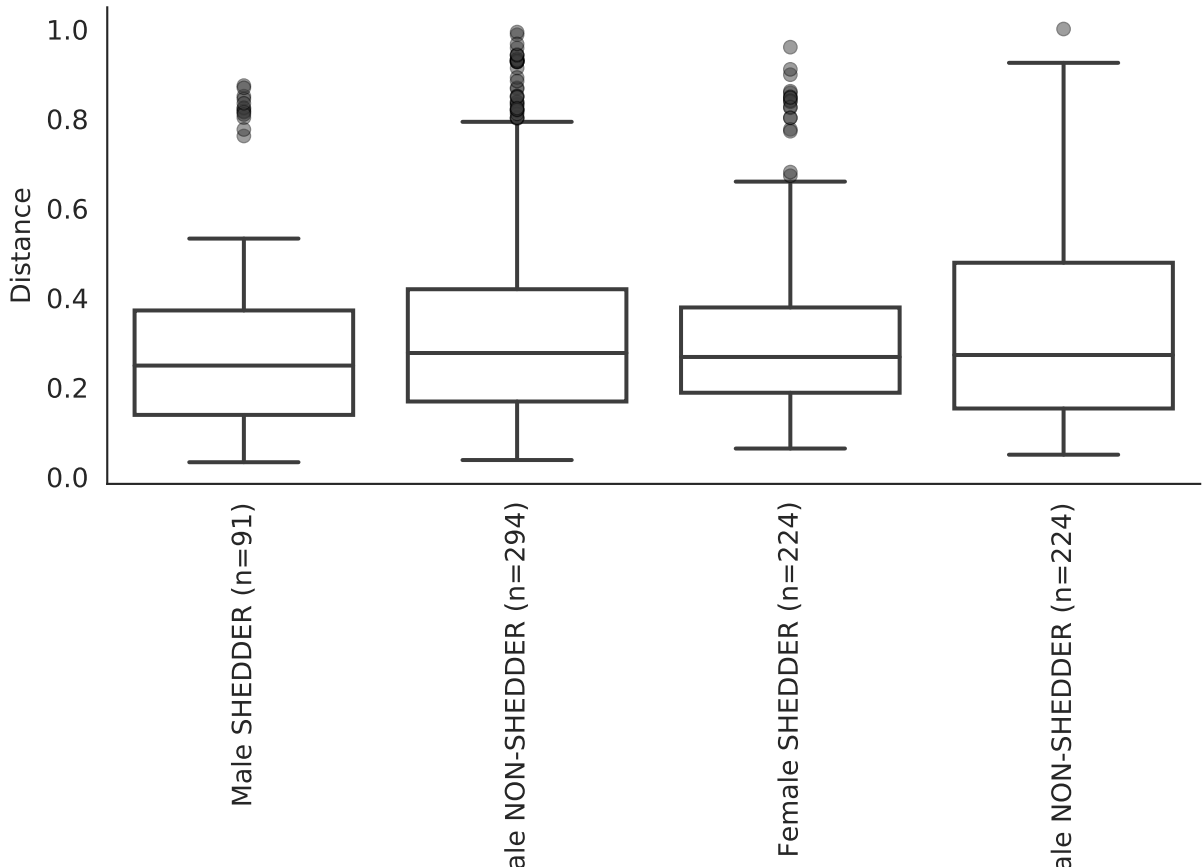 1.0
0.8
0.6
0.4
0.2
0.0
Distance
Male SHEDDER (n=91)
ale NON-SHEDDER (n=294)
Female SHEDDER (n=224)
ale NON-SHEDDER (n=224)